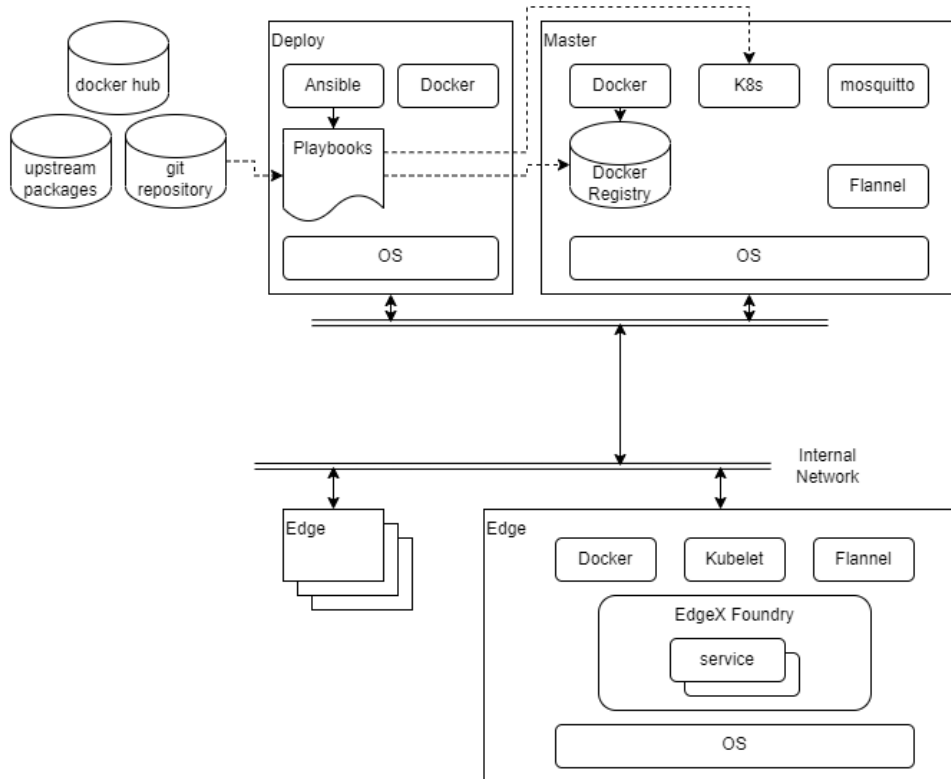 docker hub
upstream
packages
git
repository
Deploy
Ansible
Docker
Playbooks
OS
Master
Docker
K8s
mosquitto
Docker
Registry
Flannel
OS
Internal
Network
Edge
Edge
Docker
Kubelet
Flannel
EdgeX Foundry
service
OS